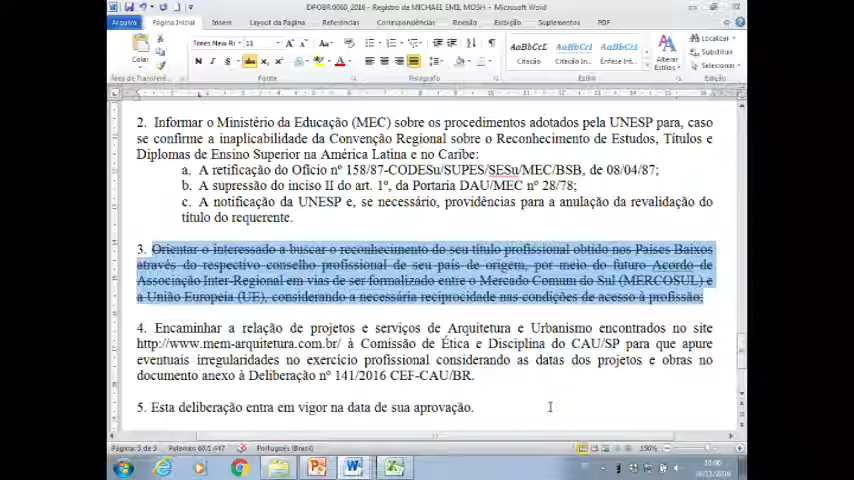 DPOBR 0060_2016 - Registro de MICHAEL EMIL MOSH - Microsoft Word
Arquivo Página Inicial Insert Layout da Página Referências Correspondências Revisão Exibição Suplementos PDF
Colar Times New R 11 AaBbCcL AaBbCcL AaBbCcL Localizar
Substituir
N Citação Citação In... Ênfase Int... Alterar Estilos Selecionar
Área de Transfer... Fonte Parágrafo Estilo Edição
2. Informar o Ministério da Educação (MEC) sobre os procedimentos adotados pela UNESP para, caso
se confirme a inaplicabilidade da Convenção Regional sobre o Reconhecimento de Estudos, Títulos e
Diplomas de Ensino Superior na América Latina e no Caribe:
a. A retificação do Ofício nº 158/87-CODESu/SUPES/SESu/MEC/BSB, de 08/04/87;
b. A supressão do inciso II do art. 1º, da Portaria DAU/MEC nº 28/78;
c. A notificação da UNESP e, se necessário, providências para a anulação da revalidação do
título do requerente.
3. Orientar o interessado a buscar o reconhecimento do seu título profissional obtido nos Países Baixos
através do respectivo conselho profissional de seu país de origem, por meio do futuro Acordo de
Associação Inter-Regional em vias de ser formalizado entre o Mercado Comum do Sul (MERCOSUL) e
a União Europeia (UE), considerando a necessária reciprocidade nas condições de acesso à profissão;
4. Encaminhar a relação de projetos e serviços de Arquitetura e Urbanismo encontrados no site
http://www.mem-arquitetura.com.br/ à Comissão de Ética e Disciplina do CAU/SP para que apure
eventuais irregularidades no exercício profissional considerando as datas dos projetos e obras no
documento anexo à Deliberação nº 141/2016 CEF-CAU/BR.
5. Esta deliberação entra em vigor na data de sua aprovação.
Página: 3 de 3 Palavras: 60/1.447 Português (Brasil) 150%
10:00